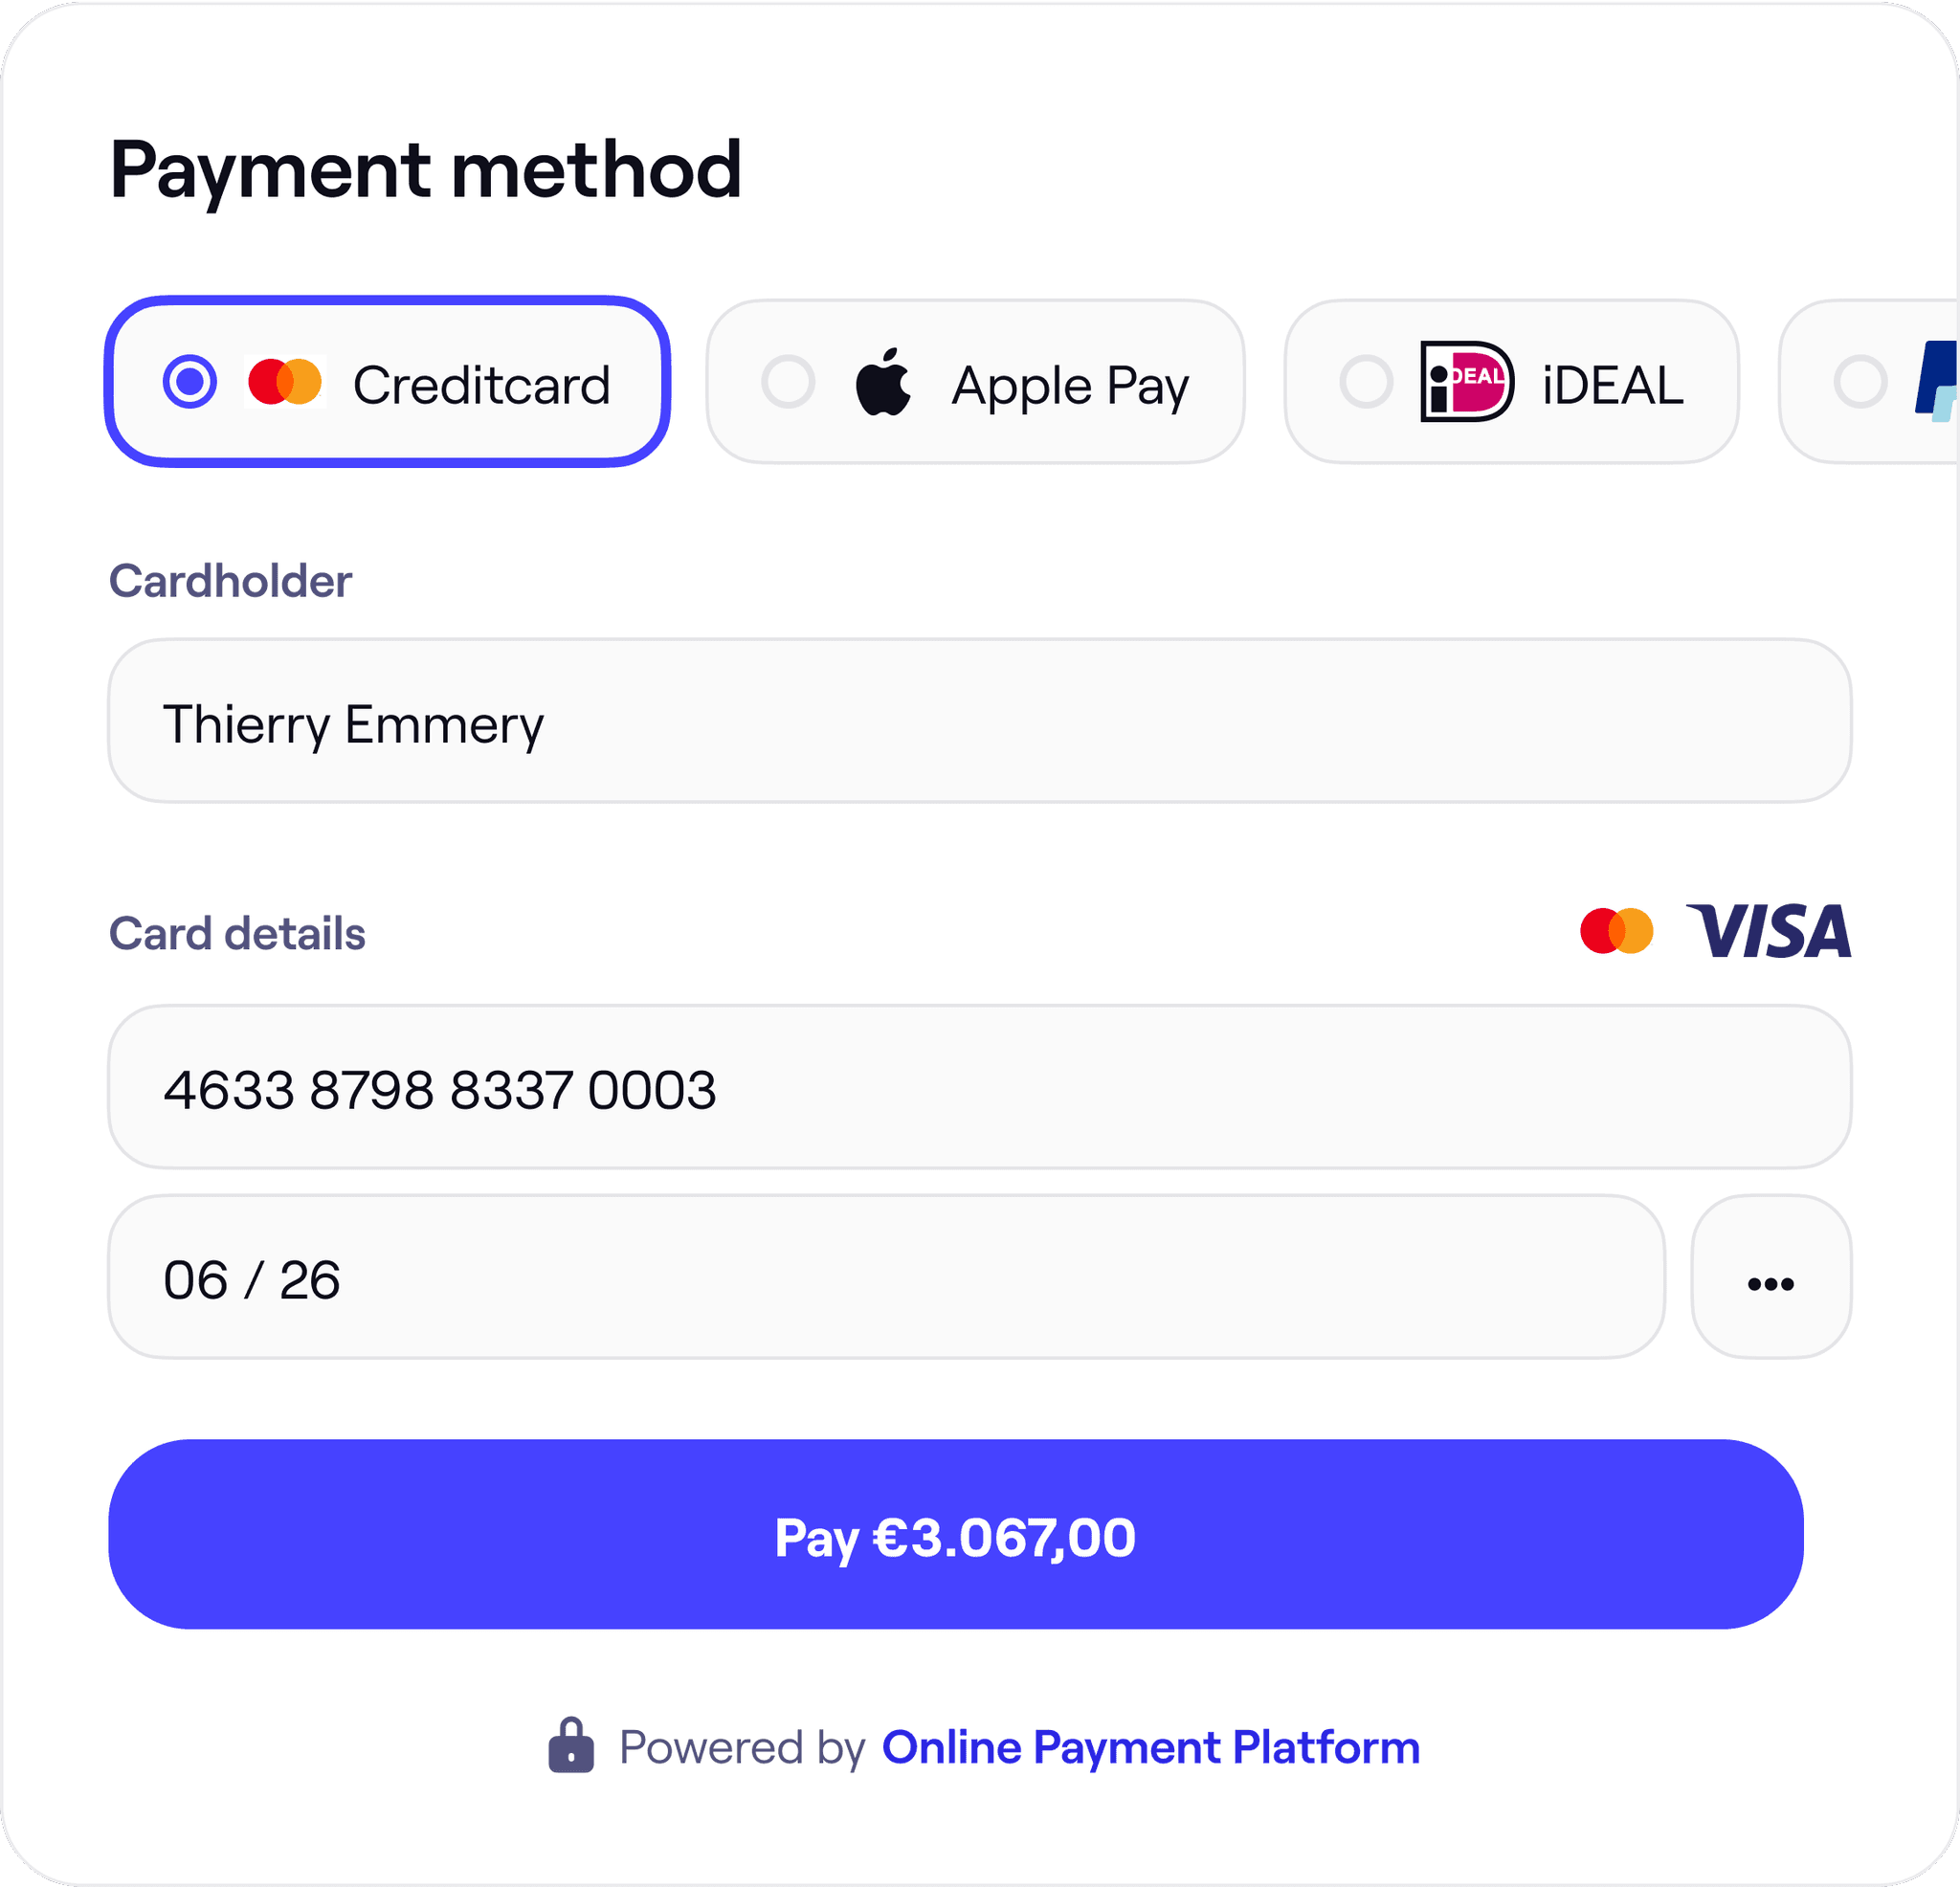 Payment method
Creditcard Apple Pay iDEAL iDEAL
Cardholder
Thierry Emmery
Card details VISA
4633 8798 8337 0003
06 / 26 •••
Pay €3.067,00
Powered by Online Payment Platform